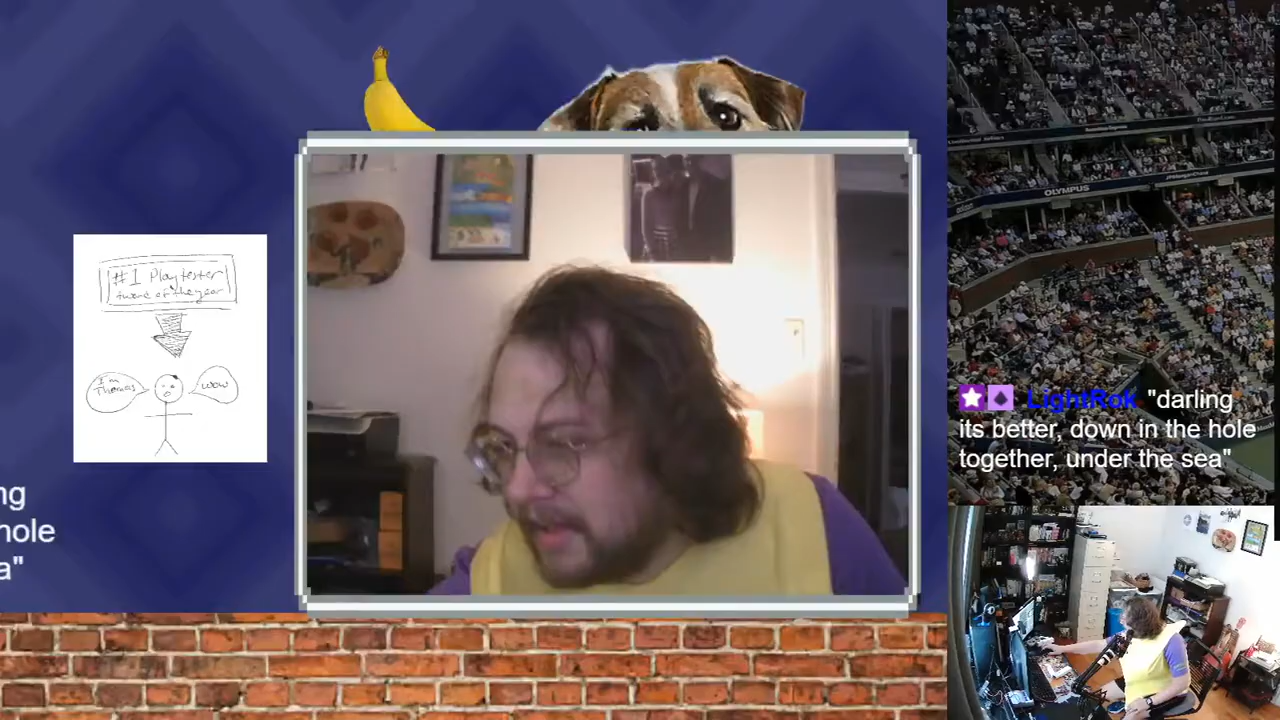 #1 Playtester
twane of the year
I'm
Thomas
wow
ng
hole
a"
OLYMPUS
LightRok "darling
its better, down in the hole
together, under the sea"